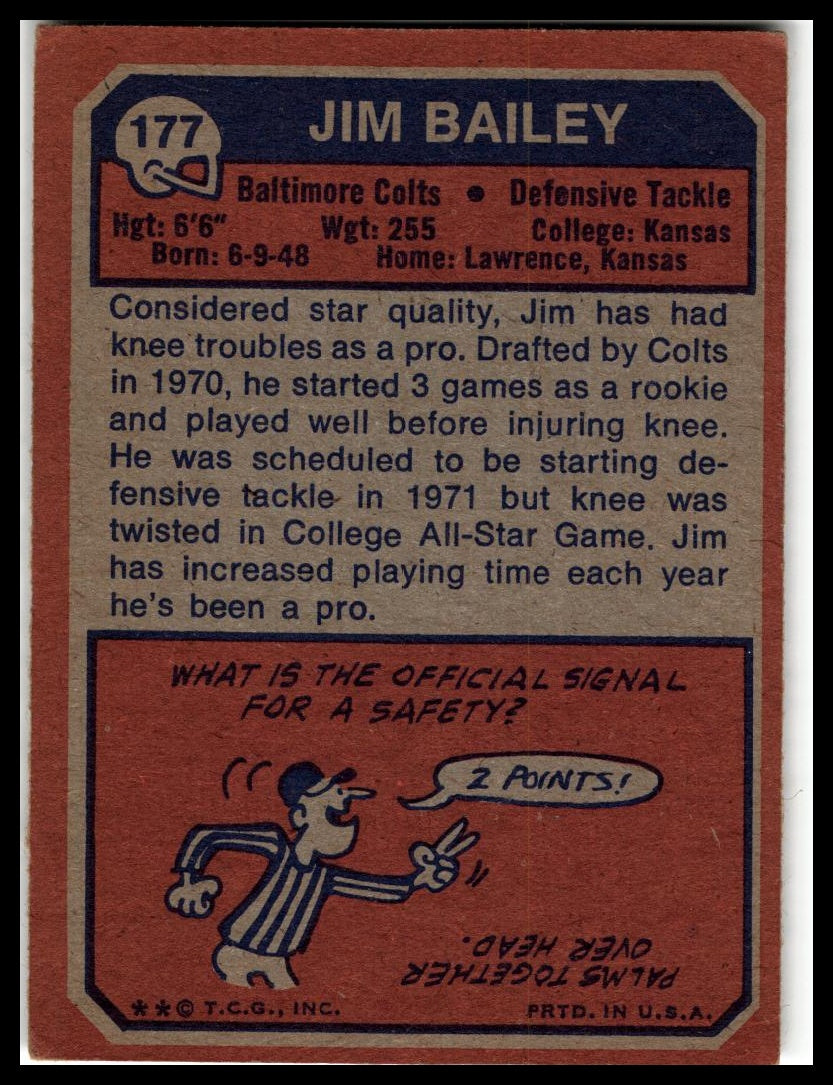 177
JIM BAILEY
Baltimore Colts • Defensive Tackle
Hgt: 6'6" Wgt: 255 College: Kansas
Born: 6-9-48 Home: Lawrence, Kansas
Considered star quality, Jim has had
knee troubles as a pro. Drafted by Colts
in 1970, he started 3 games as a rookie
and played well before injuring knee.
He was scheduled to be starting de-
fensive tackle in 1971 but knee was
twisted in College All-Star Game. Jim
has increased playing time each year
he's been a pro.
WHAT IS THE OFFICIAL SIGNAL
FOR A SAFETY?
2 POINTS!
PALMS TOGETHER
OVER HEAD.
**© T.C.G., INC. PRTD. IN U.S.A.